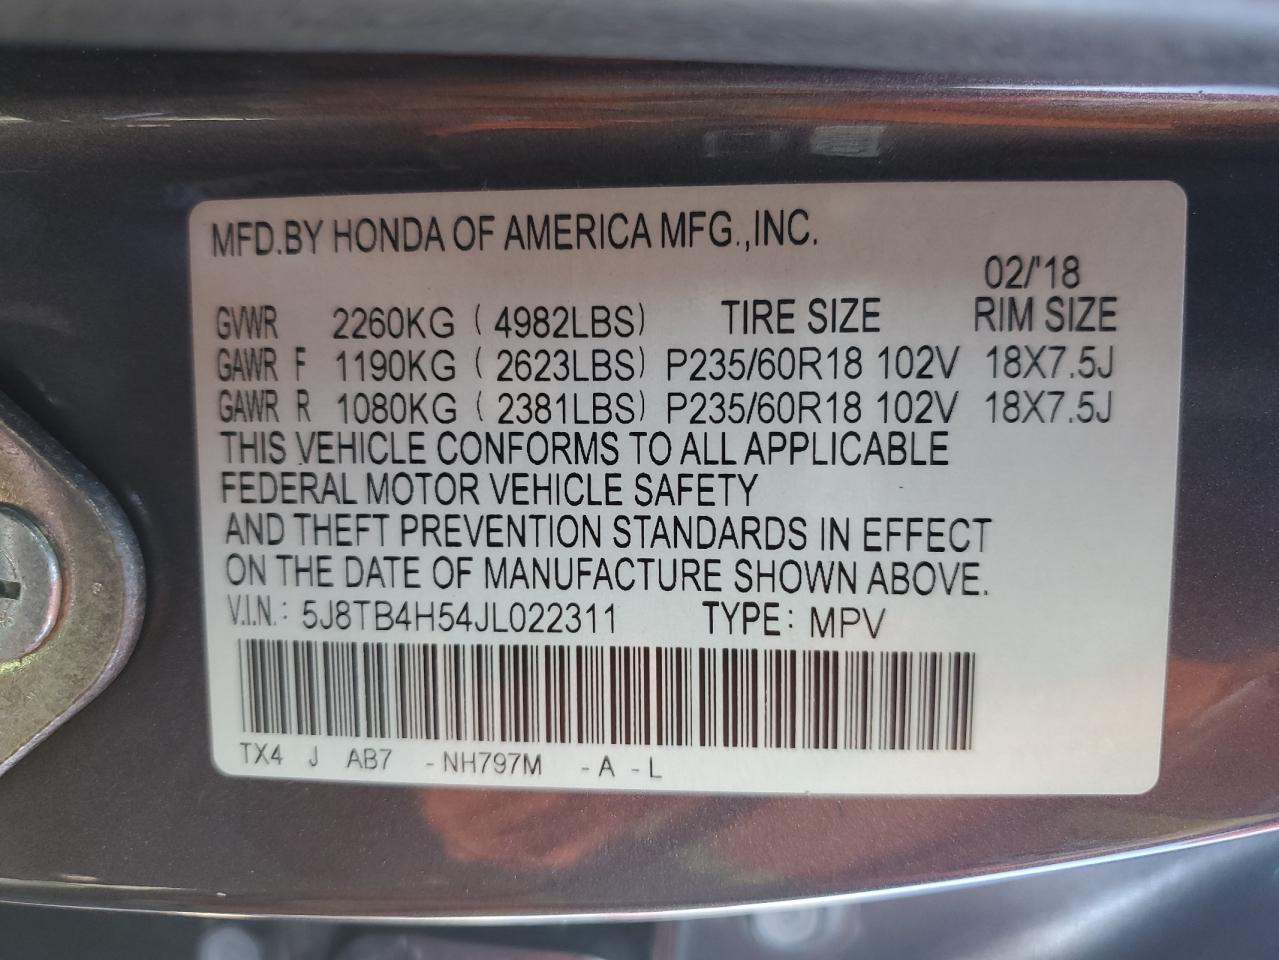 MFD.BY HONDA OF AMERICA MFG.,INC.
02/'18
GVWR 2260KG ( 4982LBS) TIRE SIZE RIM SIZE
GAWR F 1190KG ( 2623LBS) P235/60R18 102V 18X7.5J
GAWR R 1080KG ( 2381LBS) P235/60R18 102V 18X7.5J
THIS VEHICLE CONFORMS TO ALL APPLICABLE
FEDERAL MOTOR VEHICLE SAFETY
AND THEFT PREVENTION STANDARDS IN EFFECT
ON THE DATE OF MANUFACTURE SHOWN ABOVE.
V.I.N.: 5J8TB4H54JL022311 TYPE: MPV
TX4 J AB7 - NH797M - A - L